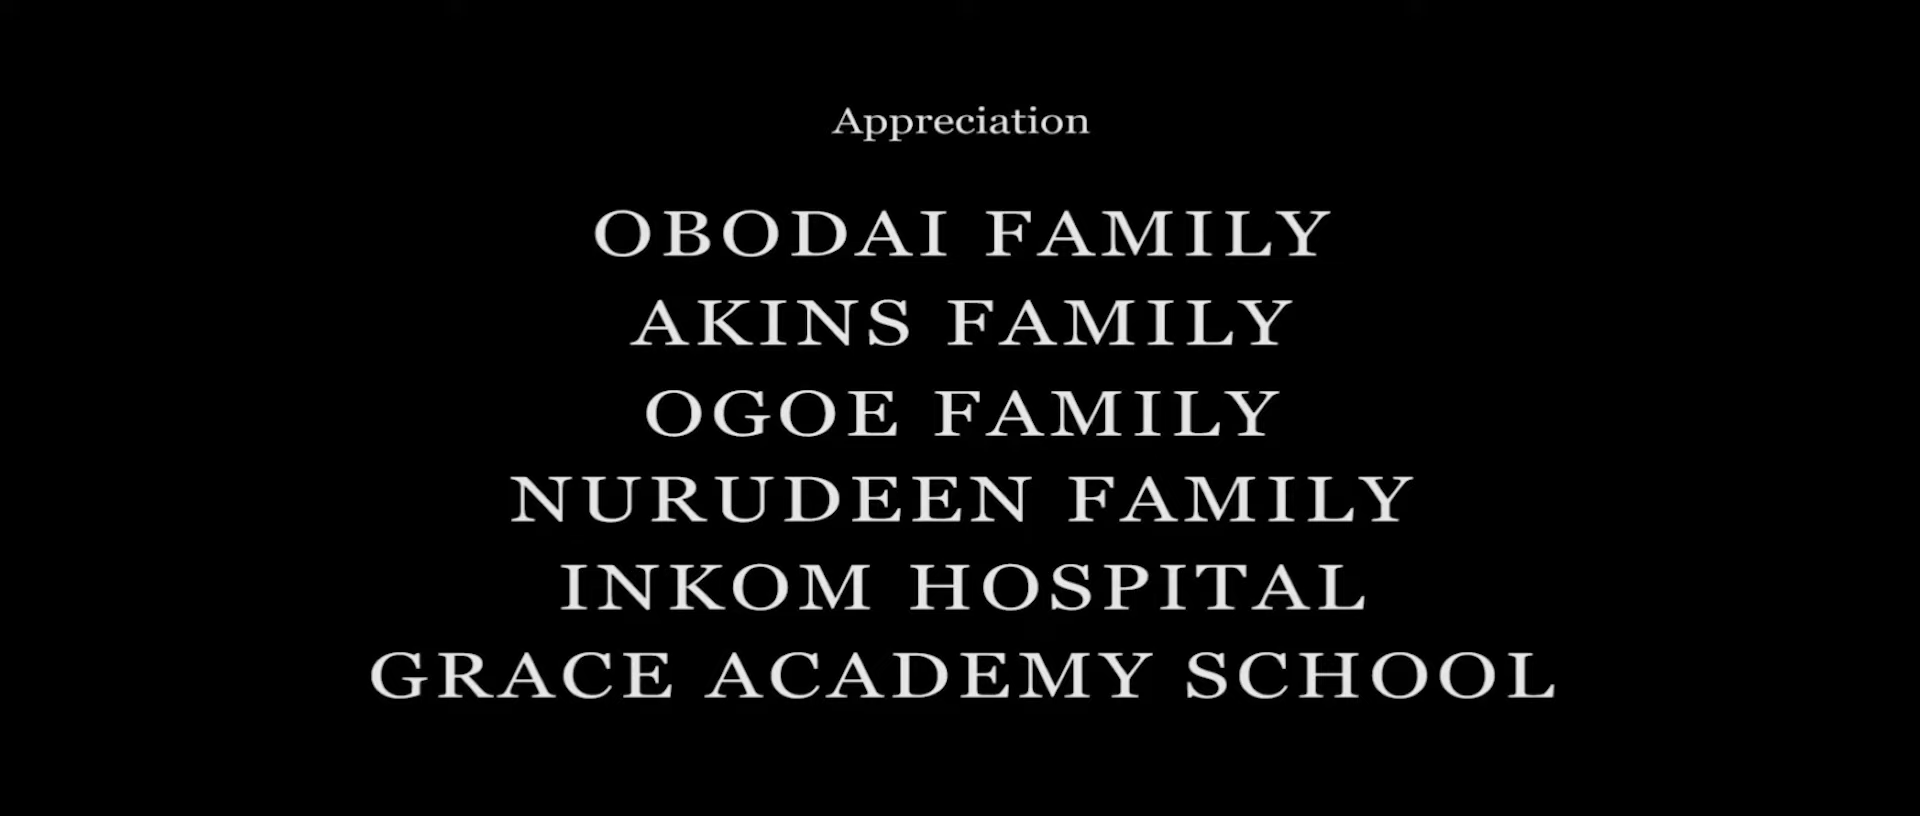 Appreciation
OBODAI FAMILY
AKINS FAMILY
OGOE FAMILY
NURUDEEN FAMILY
INKOM HOSPITAL
GRACE ACADEMY SCHOOL